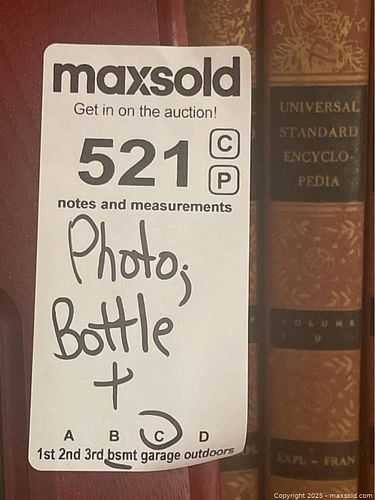 maxsold
Get in on the auction!
521 C
P
notes and measurements
Photo;
Bottle
+
A B C D
1st 2nd 3rd bsmt garage outdoors
UNIVERSAL
STANDARD
ENCYCLO-
PEDIA
VOLUME
9
EXPL - FRAN
Copyright 2025 - maxsold.com